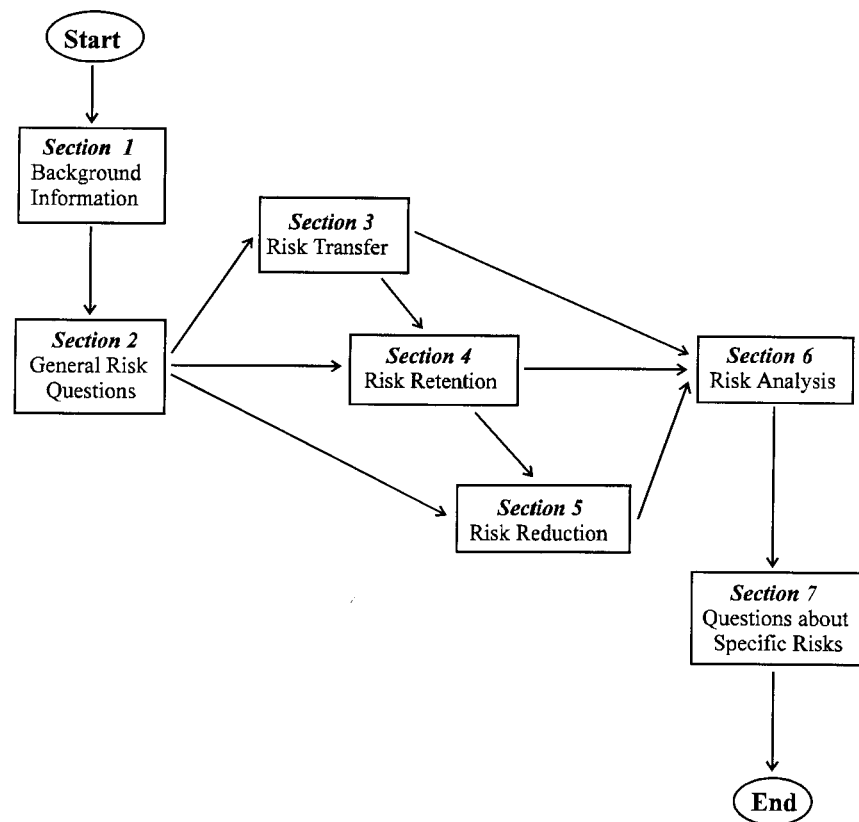 Start
Section 1
Background
Information
Section 2
General Risk
Questions
Section 3
Risk Transfer
Section 4
Risk Retention
Section 5
Risk Reduction
Section 6
Risk Analysis
Section 7
Questions about
Specific Risks
End